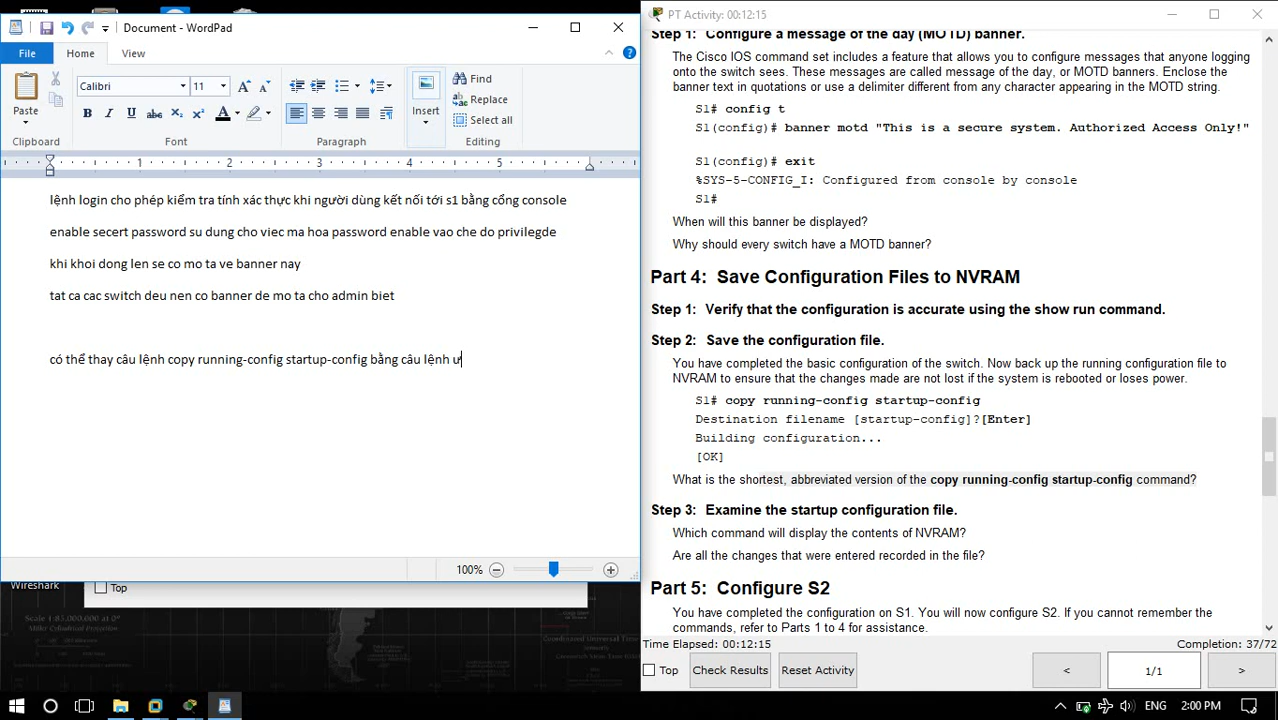 Document - WordPad
File
Home
View
Paste
Clipboard
Calibri
11
B I U abc X₂ X² A
Font
Paragraph
Insert
Find
Replace
Select all
Editing
1 2 3 4 5
lệnh login cho phép kiểm tra tính xác thực khi người dùng kết nối tới s1 bằng cổng console
enable secert password su dung cho viec ma hoa password enable vao che do privilegde
khi khoi dong len se co mo ta ve banner nay
tat ca cac switch deu nen co banner de mo ta cho admin biet
có thể thay câu lệnh copy running-config startup-config bằng câu lệnh ư
100%
Wireshark
Top
PT Activity: 00:12:15
Step 1: Configure a message of the day (MOTD) banner.
The Cisco IOS command set includes a feature that allows you to configure messages that anyone logging
onto the switch sees. These messages are called message of the day, or MOTD banners. Enclose the
banner text in quotations or use a delimiter different from any character appearing in the MOTD string.
S1# config t
S1(config)# banner motd "This is a secure system. Authorized Access Only!"
S1(config)# exit
%SYS-5-CONFIG_I: Configured from console by console
S1#
When will this banner be displayed?
Why should every switch have a MOTD banner?
Part 4: Save Configuration Files to NVRAM
Step 1: Verify that the configuration is accurate using the show run command.
Step 2: Save the configuration file.
You have completed the basic configuration of the switch. Now back up the running configuration file to
NVRAM to ensure that the changes made are not lost if the system is rebooted or loses power.
S1# copy running-config startup-config
Destination filename [startup-config]?[Enter]
Building configuration...
[OK]
What is the shortest, abbreviated version of the copy running-config startup-config command?
Step 3: Examine the startup configuration file.
Which command will display the contents of NVRAM?
Are all the changes that were entered recorded in the file?
Part 5: Configure S2
You have completed the configuration on S1. You will now configure S2. If you cannot remember the
commands, refer to Parts 1 to 4 for assistance.
Time Elapsed: 00:12:15
Completion: 37/72
Top
Check Results
Reset Activity
<
1/1
>
ENG
2:00 PM